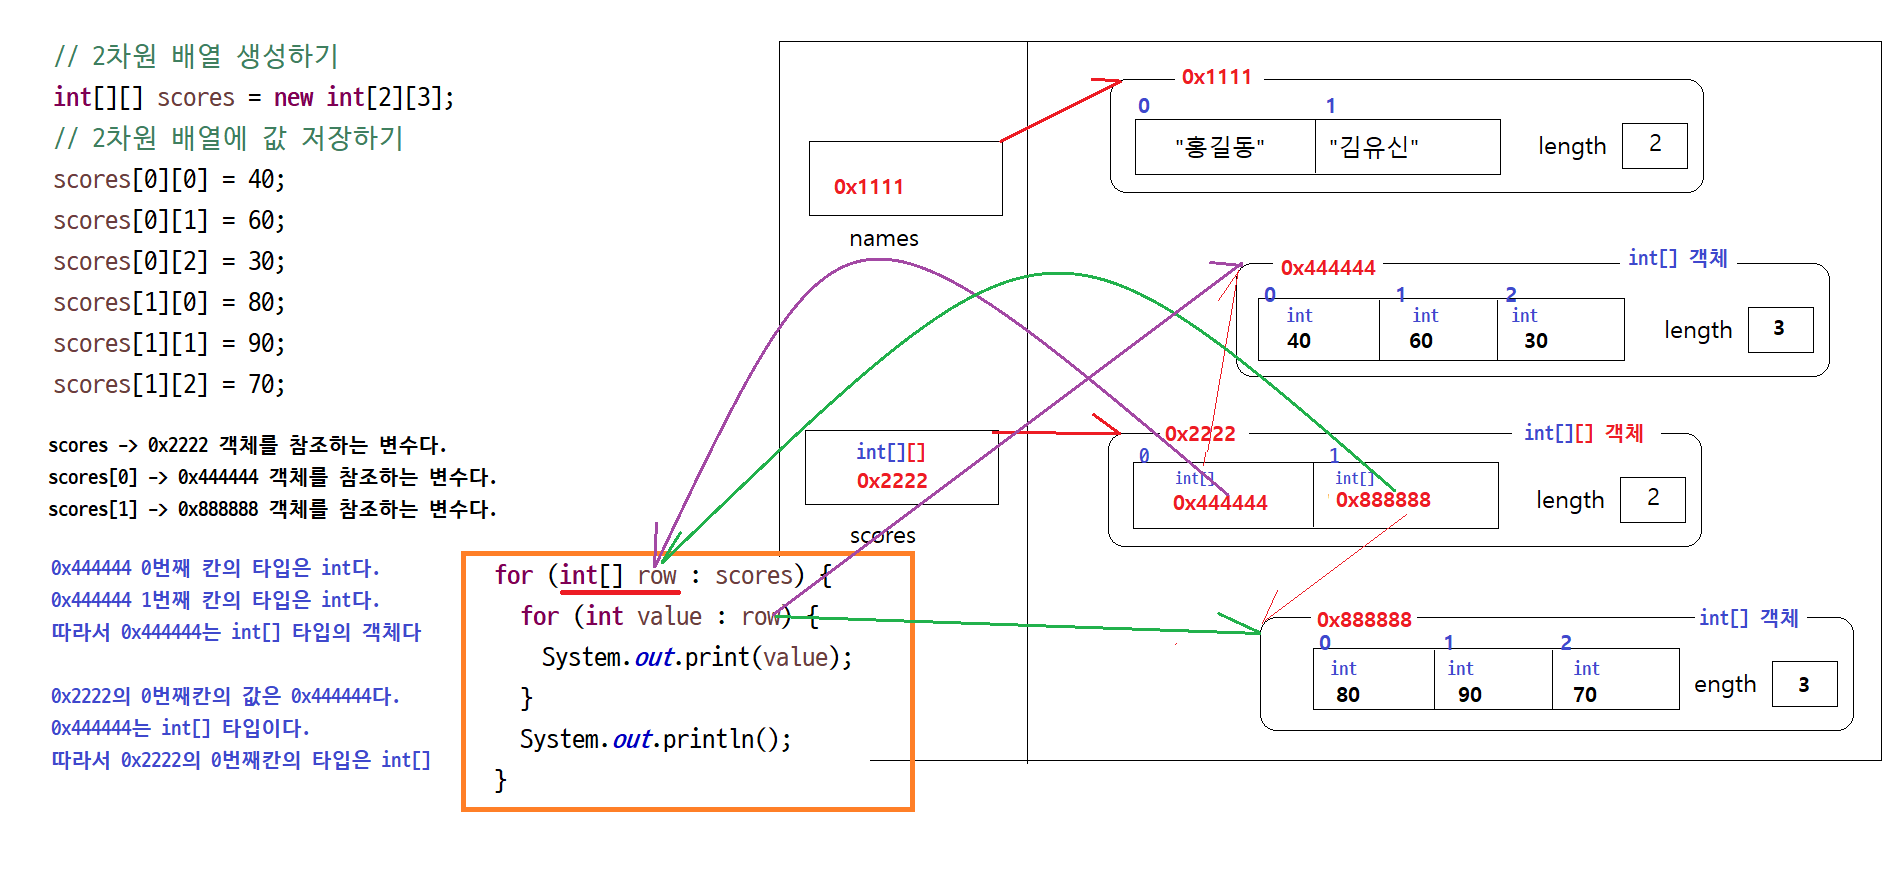 // 2차원 배열 생성하기
int[][] scores = new int[2][3];
// 2차원 배열에 값 저장하기
scores[0][0] = 40;
scores[0][1] = 60;
scores[0][2] = 30;
scores[1][0] = 80;
scores[1][1] = 90;
scores[1][2] = 70;
scores -> 0x2222 객체를 참조하는 변수다.
scores[0] -> 0x444444 객체를 참조하는 변수다.
scores[1] -> 0x888888 객체를 참조하는 변수다.
0x444444 0번째 칸의 타입은 int다.
0x444444 1번째 칸의 타입은 int다.
따라서 0x444444는 int[] 타입의 객체다
0x2222의 0번째칸의 값은 0x444444다.
0x444444는 int[] 타입이다.
따라서 0x2222의 0번째칸의 타입은 int[]
for (int[] row : scores) {
for (int value : row) {
System.out.print(value);
}
System.out.println();
}
0x1111
names
int[][]
0x2222
scores
0x1111
0 1
"홍길동" "김유신" length 2
0x444444 int[] 객체
0 1 2
int int int
40 60 30 length 3
0x2222 int[][] 객체
0 1
int[] int[]
0x444444 0x888888 length 2
0x888888 int[] 객체
0 1 2
int int int
80 90 70 ength 3